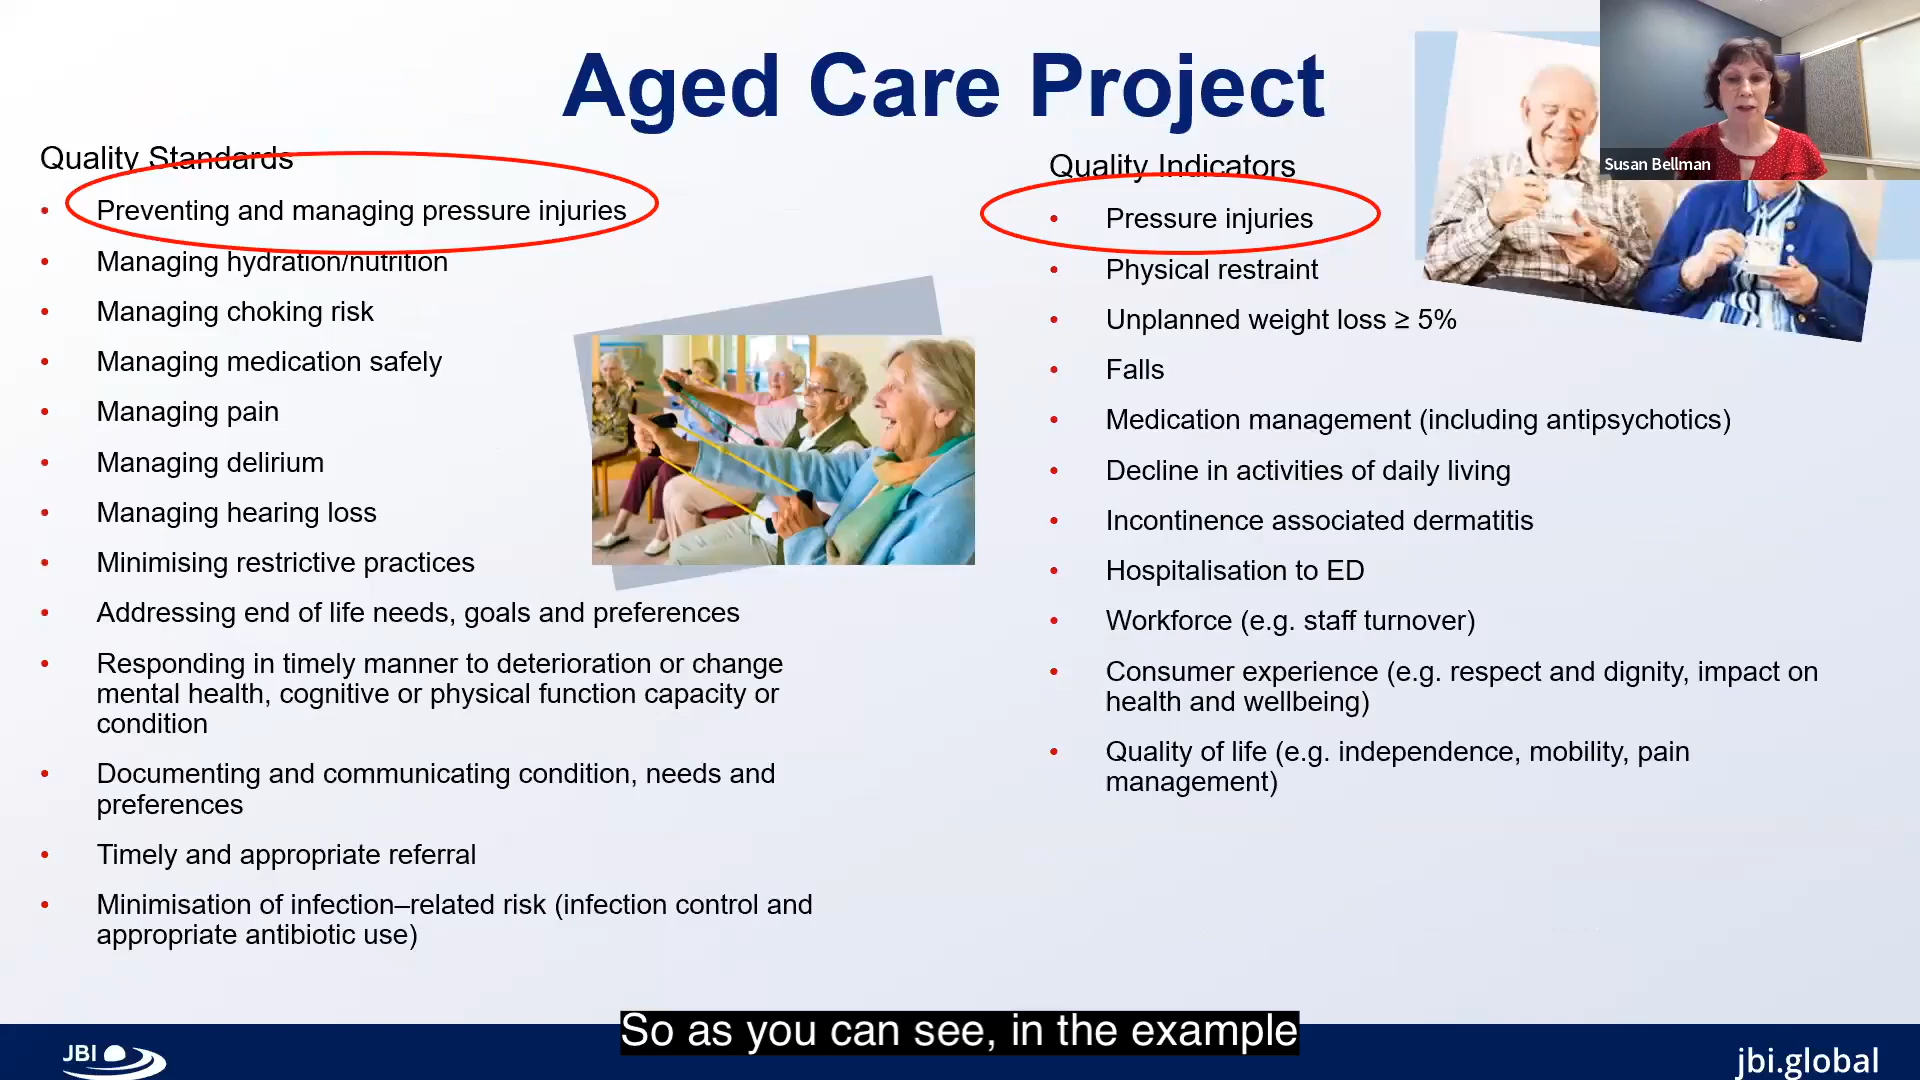 Aged Care Project
Quality Standards
• Preventing and managing pressure injuries
• Managing hydration/nutrition
• Managing choking risk
• Managing medication safely
• Managing pain
• Managing delirium
• Managing hearing loss
• Minimising restrictive practices
• Addressing end of life needs, goals and preferences
• Responding in timely manner to deterioration or change
mental health, cognitive or physical function capacity or
condition
• Documenting and communicating condition, needs and
preferences
• Timely and appropriate referral
• Minimisation of infection–related risk (infection control and
appropriate antibiotic use)
Quality Indicators
• Pressure injuries
• Physical restraint
• Unplanned weight loss ≥ 5%
• Falls
• Medication management (including antipsychotics)
• Decline in activities of daily living
• Incontinence associated dermatitis
• Hospitalisation to ED
• Workforce (e.g. staff turnover)
• Consumer experience (e.g. respect and dignity, impact on
health and wellbeing)
• Quality of life (e.g. independence, mobility, pain
management)
Susan Bellman
So as you can see, in the example
JBI
jbi.global